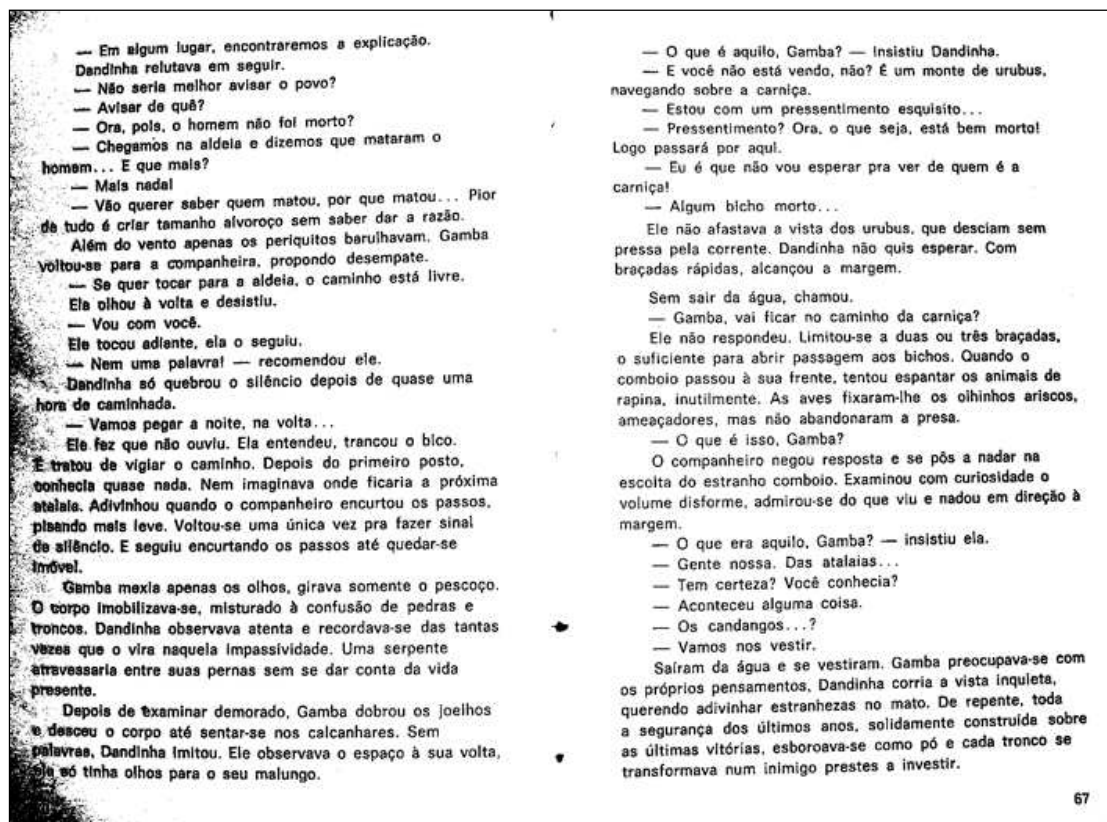 — Em algum lugar, encontraremos a explicação.
Dandinha relutava em seguir.
— Não seria melhor avisar o povo?
— Avisar de quê?
— Ora, pois, o homem não foi morto?
— Chegamos na aldeia e dizemos que mataram o
homem... E que mais?
— Mais nada!
— Vão querer saber quem matou, por que matou... Pior
de tudo é criar tamanho alvoroço sem saber dar a razão.
Além do vento apenas os periquitos barulhavam. Gamba
voltou-se para a companheira, propondo desempate.
— Se quer tocar para a aldeia, o caminho está livre.
Ela olhou à volta e desistiu.
— Vou com você.
Ele tocou adiante, ela o seguiu.
— Nem uma palavra! — recomendou ele.
Dandinha só quebrou o silêncio depois de quase uma
hora de caminhada.
— Vamos pegar a noite, na volta...
Ele fez que não ouviu. Ela entendeu, trancou o bico.
E tratou de vigiar o caminho. Depois do primeiro posto,
conhecia quase nada. Nem imaginava onde ficaria a próxima
atalaia. Adivinhou quando o companheiro encurtou os passos,
pisando mais leve. Voltou-se uma única vez pra fazer sinal
de silêncio. E seguiu encurtando os passos até quedar-se
imóvel.
Gamba mexia apenas os olhos, girava somente o pescoço.
O corpo imobilizava-se, misturado à confusão de pedras e
troncos. Dandinha observava atenta e recordava-se das tantas
vezes que o vira naquela impassividade. Uma serpente
atravessaria entre suas pernas sem se dar conta da vida
presente.
Depois de examinar demorado, Gamba dobrou os joelhos
e desceu o corpo até sentar-se nos calcanhares. Sem
palavras, Dandinha imitou. Ele observava o espaço à sua volta,
ela só tinha olhos para o seu malungo.
— O que é aquilo, Gamba? — Insistiu Dandinha.
— E você não está vendo, não? É um monte de urubus,
navegando sobre a carniça.
— Estou com um pressentimento esquisito...
— Pressentimento? Ora, o que seja, está bem morto!
Logo passará por aqui.
— Eu é que não vou esperar pra ver de quem é a
carniça!
— Algum bicho morto...
Ele não afastava a vista dos urubus, que desciam sem
pressa pela corrente. Dandinha não quis esperar. Com
braçadas rápidas, alcançou a margem.
Sem sair da água, chamou.
— Gamba, vai ficar no caminho da carniça?
Ele não respondeu. Limitou-se a duas ou três braçadas,
o suficiente para abrir passagem aos bichos. Quando o
comboio passou à sua frente, tentou espantar os animais de
rapina, inutilmente. As aves fixaram-lhe os olhinhos ariscos,
ameaçadores, mas não abandonaram a presa.
— O que é isso, Gamba?
O companheiro negou resposta e se pôs a nadar na
escolta do estranho comboio. Examinou com curiosidade o
volume disforme, admirou-se do que viu e nadou em direção à
margem.
— O que era aquilo, Gamba? — insistiu ela.
— Gente nossa. Das atalaias...
— Tem certeza? Você conhecia?
— Aconteceu alguma coisa.
— Os candangos...?
— Vamos nos vestir.
Saíram da água e se vestiram. Gamba preocupava-se com
os próprios pensamentos, Dandinha corria a vista inquieta,
querendo adivinhar estranhezas no mato. De repente, toda
a segurança dos últimos anos, solidamente construída sobre
as últimas vitórias, esboroava-se como pó e cada tronco se
transformava num inimigo prestes a investir.
67